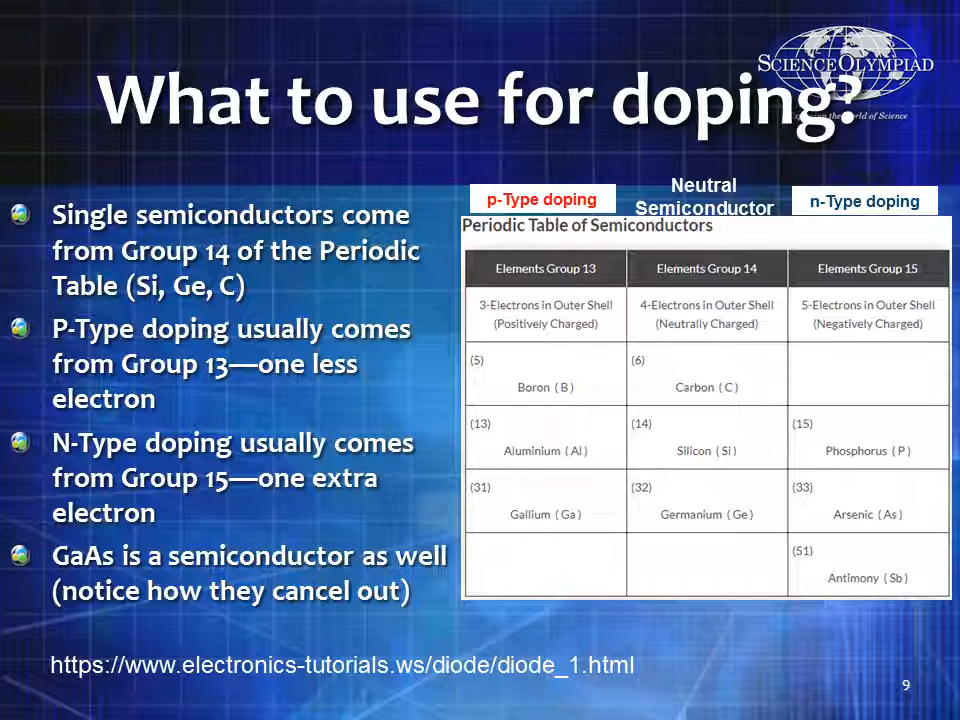 SCIENCE OLYMPIAD
What to use for doping?
Single semiconductors come
from Group 14 of the Periodic
Table (Si, Ge, C)
P-Type doping usually comes
from Group 13—one less
electron
N-Type doping usually comes
from Group 15—one extra
electron
GaAs is a semiconductor as well
(notice how they cancel out)
p-Type doping
Neutral
Semiconductor
n-Type doping
Periodic Table of Semiconductors
Elements Group 13 Elements Group 14 Elements Group 15
3-Electrons in Outer Shell 4-Electrons in Outer Shell 5-Electrons in Outer Shell
(Positively Charged) (Neutrally Charged) (Negatively Charged)
(5) (6)
Boron ( B ) Carbon ( C )
(13) (14) (15)
Aluminium ( Al ) Silicon ( Si ) Phosphorus ( P )
(31) (32) (33)
Gallium ( Ga ) Germanium ( Ge ) Arsenic ( As )
(51)
Antimony ( Sb )
https://www.electronics-tutorials.ws/diode/diode_1.html
9